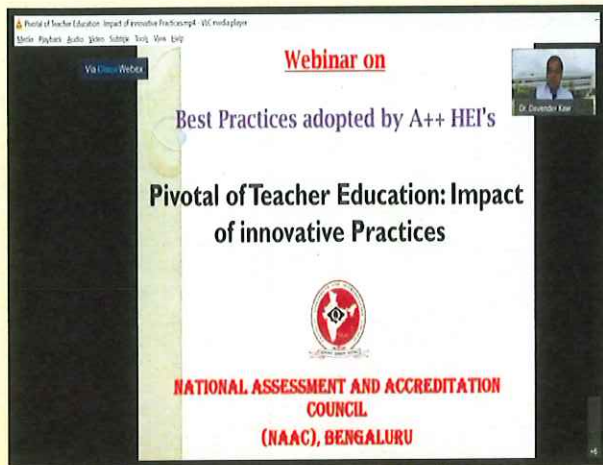 Pivotal of Teacher Education: Impact of innovative Practices.mp4 - VLC media player
Media Playback Audio Video Subtitle Tools View Help
Via Cisco Webex
Webinar on
Dr. Davender Kaw
Best Practices adopted by A++ HEI's
Pivotal of Teacher Education: Impact
of innovative Practices
NATIONAL ASSESSMENT AND ACCREDITATION
COUNCIL
(NAAC), BENGALURU